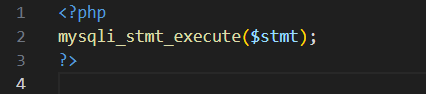 1 <?php
2 mysqli_stmt_execute($stmt);
3 ?>
4